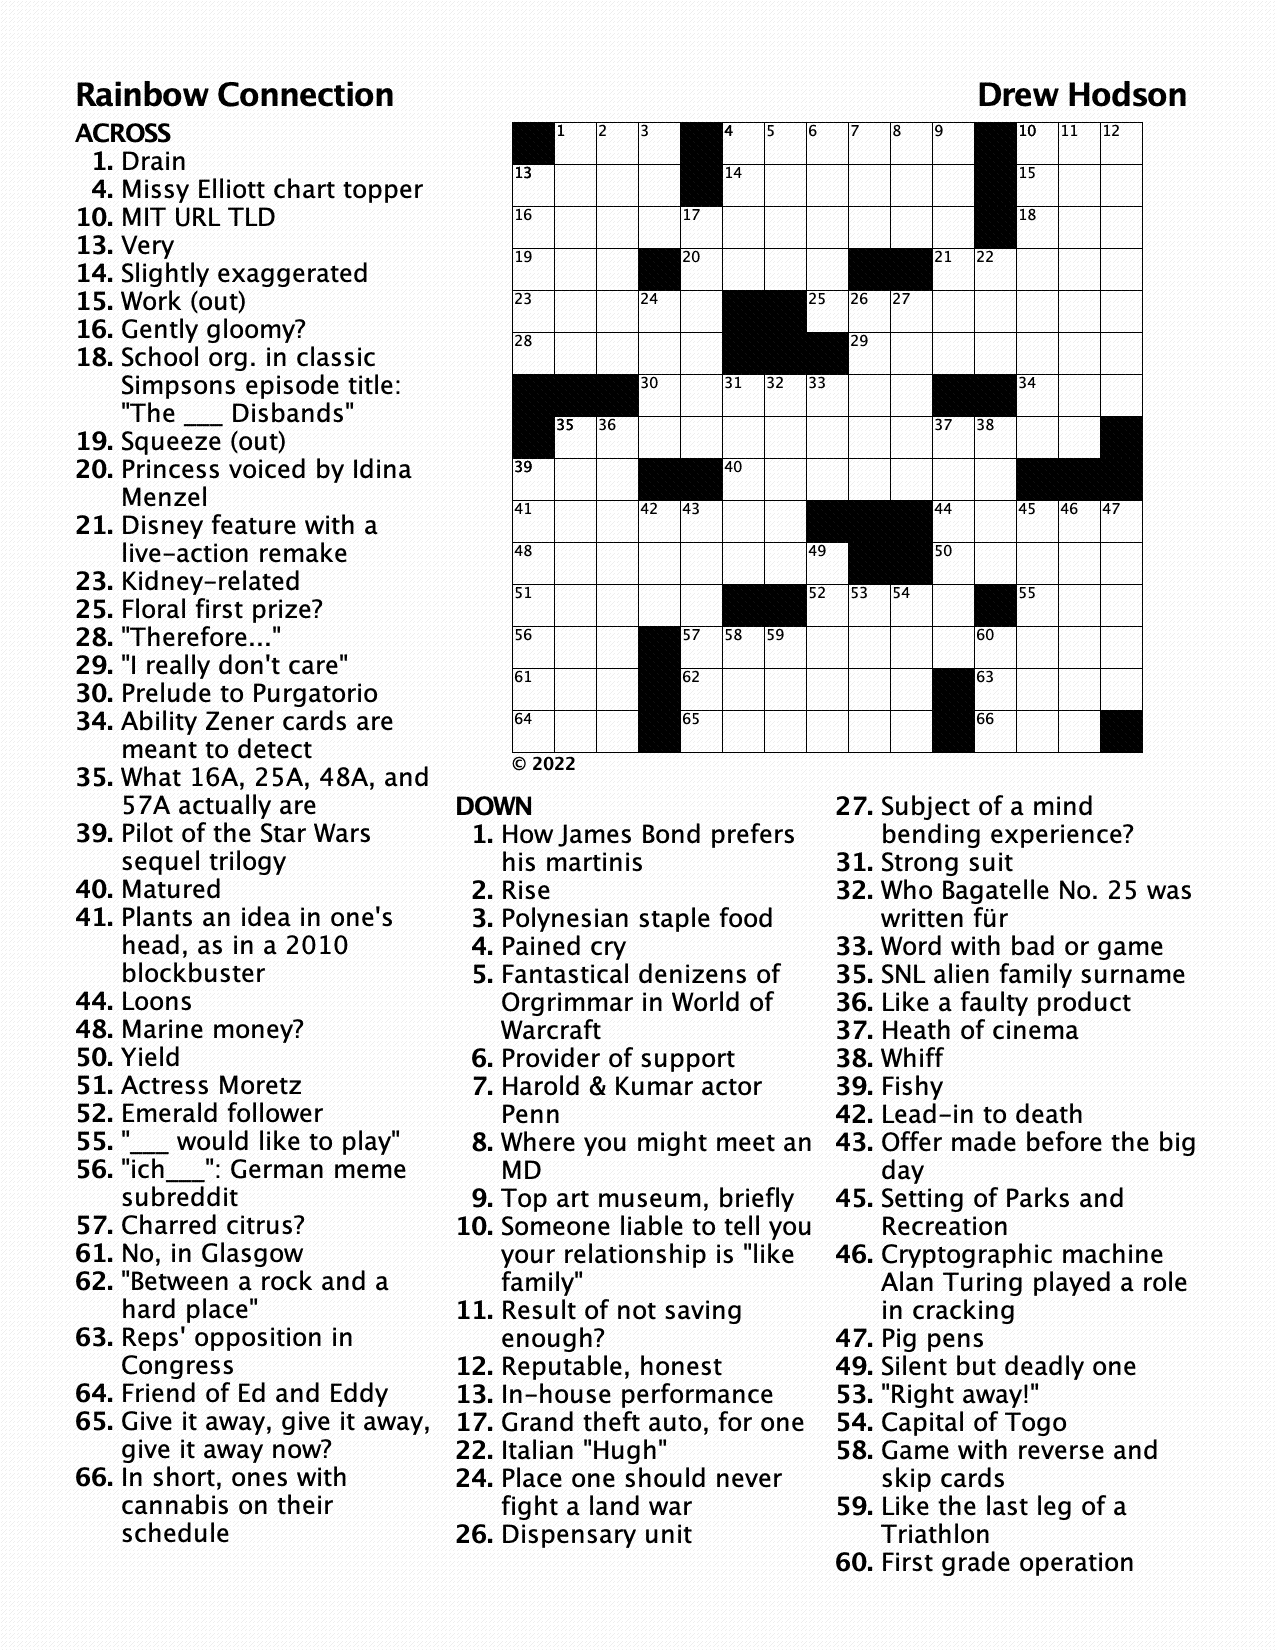 Rainbow Connection
Drew Hodson
ACROSS
1. Drain
4. Missy Elliott chart topper
10. MIT URL TLD
13. Very
14. Slightly exaggerated
15. Work (out)
16. Gently gloomy?
18. School org. in classic
Simpsons episode title:
"The ___ Disbands"
19. Squeeze (out)
20. Princess voiced by Idina
Menzel
21. Disney feature with a
live-action remake
23. Kidney-related
25. Floral first prize?
28. "Therefore..."
29. "I really don't care"
30. Prelude to Purgatorio
34. Ability Zener cards are
meant to detect
35. What 16A, 25A, 48A, and
57A actually are
39. Pilot of the Star Wars
sequel trilogy
40. Matured
41. Plants an idea in one's
head, as in a 2010
blockbuster
44. Loons
48. Marine money?
50. Yield
51. Actress Moretz
52. Emerald follower
55. "___ would like to play"
56. "ich___": German meme
subreddit
57. Charred citrus?
61. No, in Glasgow
62. "Between a rock and a
hard place"
63. Reps' opposition in
Congress
64. Friend of Ed and Eddy
65. Give it away, give it away,
give it away now?
66. In short, ones with
cannabis on their
schedule
1 2 3 4 5 6 7 8 9 10 11 12
13 14 15
16 17 18
19 20 21 22
23 24 25 26 27
28 29
30 31 32 33 34
35 36 37 38
39 40
41 42 43 44 45 46 47
48 49 50
51 52 53 54 55
56 57 58 59 60
61 62 63
64 65 66
© 2022
DOWN
1. How James Bond prefers
his martinis
2. Rise
3. Polynesian staple food
4. Pained cry
5. Fantastical denizens of
Orgrimmar in World of
Warcraft
6. Provider of support
7. Harold & Kumar actor
Penn
8. Where you might meet an
MD
9. Top art museum, briefly
10. Someone liable to tell you
your relationship is "like
family"
11. Result of not saving
enough?
12. Reputable, honest
13. In-house performance
17. Grand theft auto, for one
22. Italian "Hugh"
24. Place one should never
fight a land war
26. Dispensary unit
27. Subject of a mind
bending experience?
31. Strong suit
32. Who Bagatelle No. 25 was
written für
33. Word with bad or game
35. SNL alien family surname
36. Like a faulty product
37. Heath of cinema
38. Whiff
39. Fishy
42. Lead-in to death
43. Offer made before the big
day
45. Setting of Parks and
Recreation
46. Cryptographic machine
Alan Turing played a role
in cracking
47. Pig pens
49. Silent but deadly one
53. "Right away!"
54. Capital of Togo
58. Game with reverse and
skip cards
59. Like the last leg of a
Triathlon
60. First grade operation